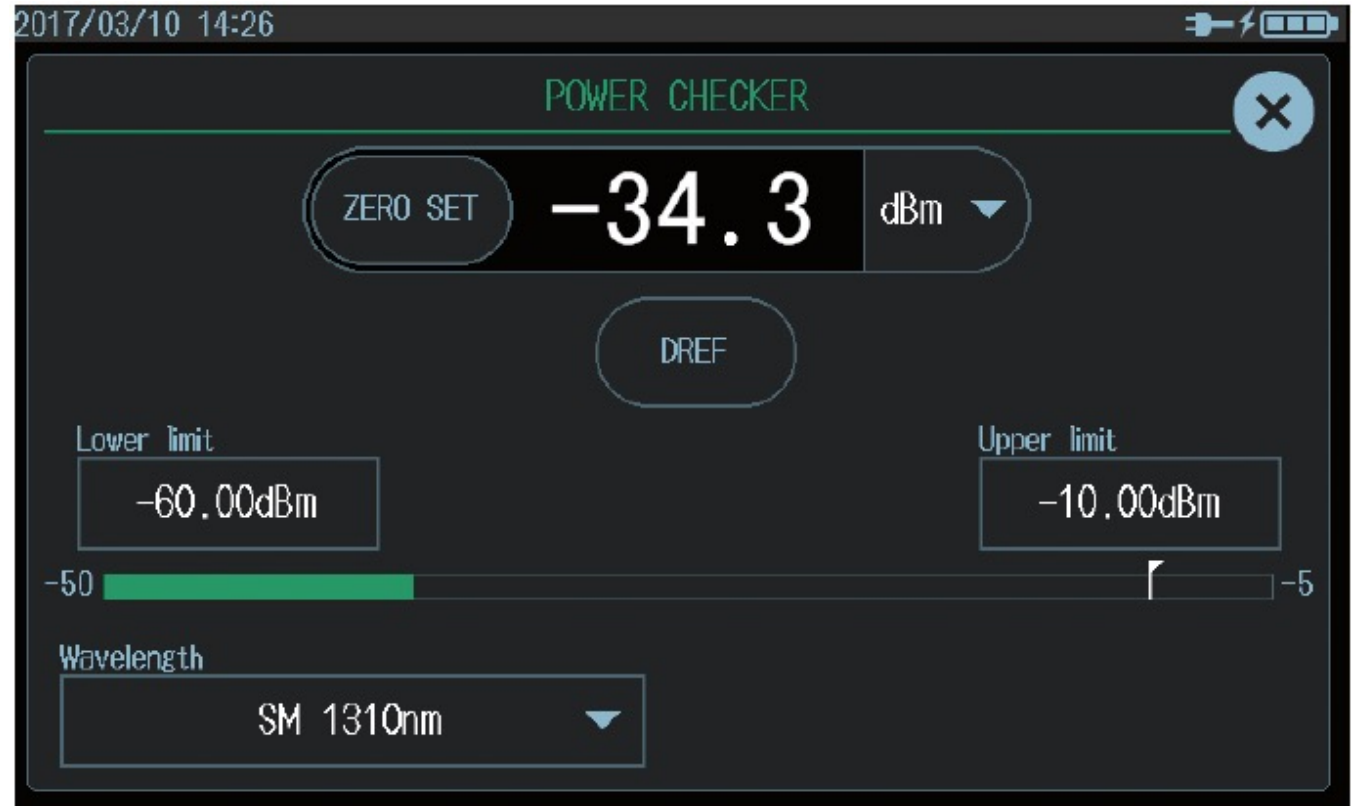 2017/03/10 14:26
POWER CHECKER
ZERO SET -34.3 dBm
DREF
Lower limit Upper limit
-60.00dBm -10.00dBm
-50 -5
Wavelength
SM 1310nm